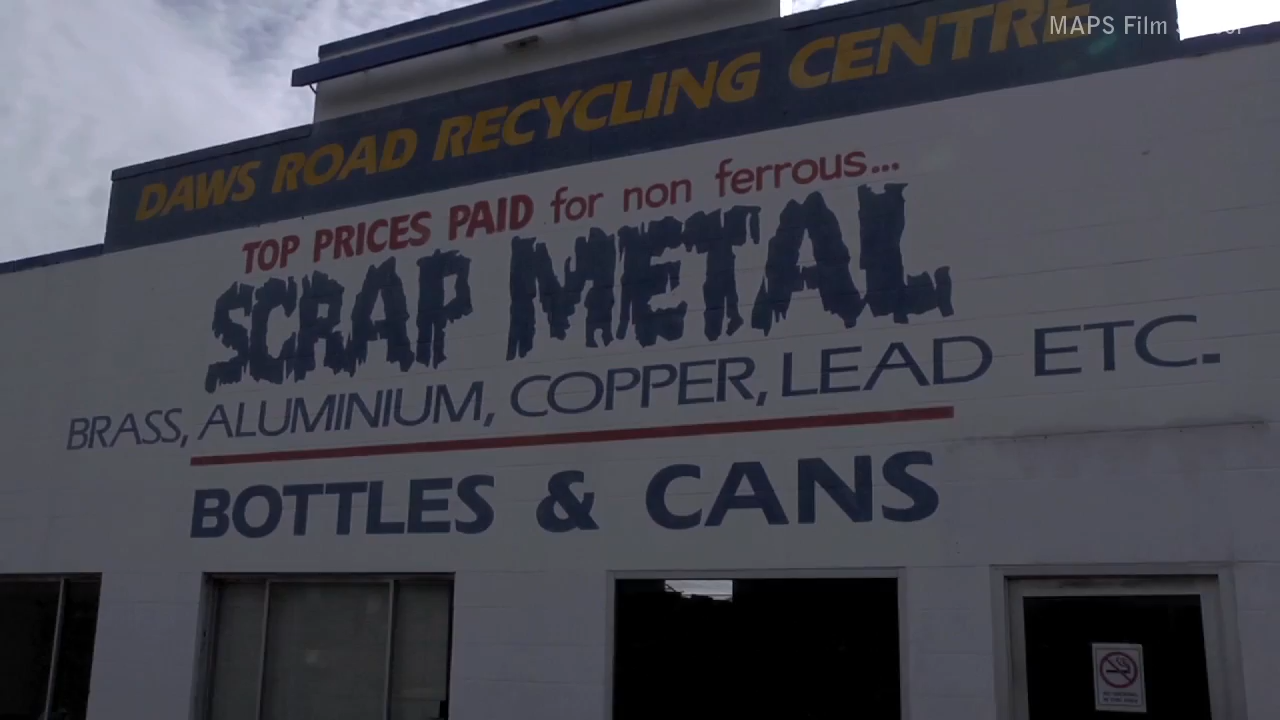 MAPS Film School
DAWS ROAD RECYCLING CENTRE
TOP PRICES PAID for non ferrous...
SCRAP METAL
BRASS, ALUMINIUM, COPPER, LEAD ETC.
BOTTLES & CANS